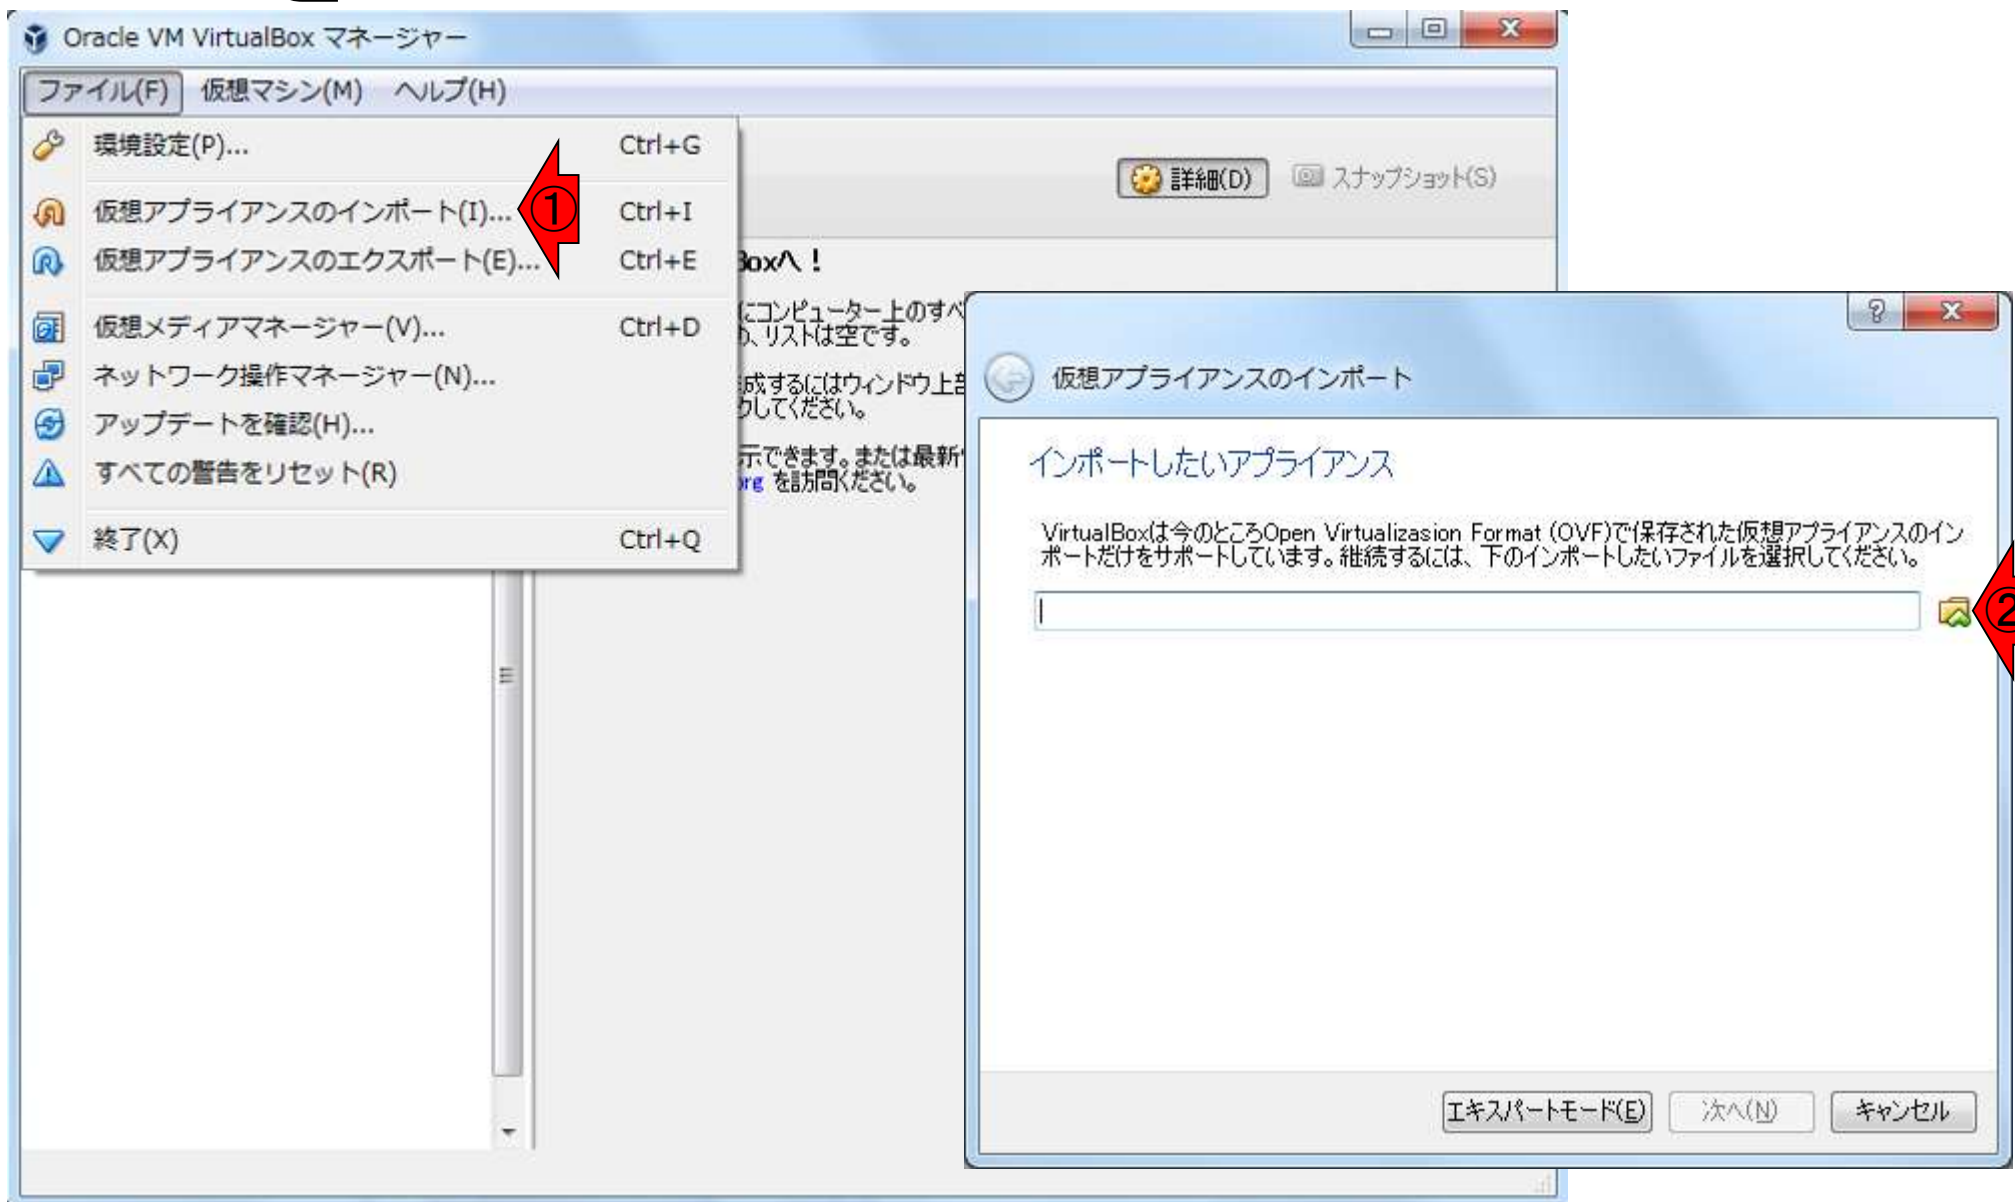 Oracle VM VirtualBox マネージャー
ファイル(F) 仮想マシン(M) ヘルプ(H)
環境設定(P)... Ctrl+G
仮想アプライアンスのインポート(I)... ① Ctrl+I
仮想アプライアンスのエクスポート(E)... Ctrl+E
仮想メディアマネージャー(V)... Ctrl+D
ネットワーク操作マネージャー(N)...
アップデートを確認(H)...
すべての警告をリセット(R)
終了(X) Ctrl+Q
詳細(D) スナップショット(S)
Boxへ！
にコンピューター上のすべ
、リストは空です。
成するにはウィンドウ上部
クしてください。
示できます。または最新
org を訪問ください。
仮想アプライアンスのインポート
インポートしたいアプライアンス
VirtualBoxは今のところOpen Virtualizasion Format (OVF)で保存された仮想アプライアンスのイン
ポートだけをサポートしています。継続するには、下のインポートしたいファイルを選択してください。
②
エキスパートモード(E) 次へ(N) キャンセル